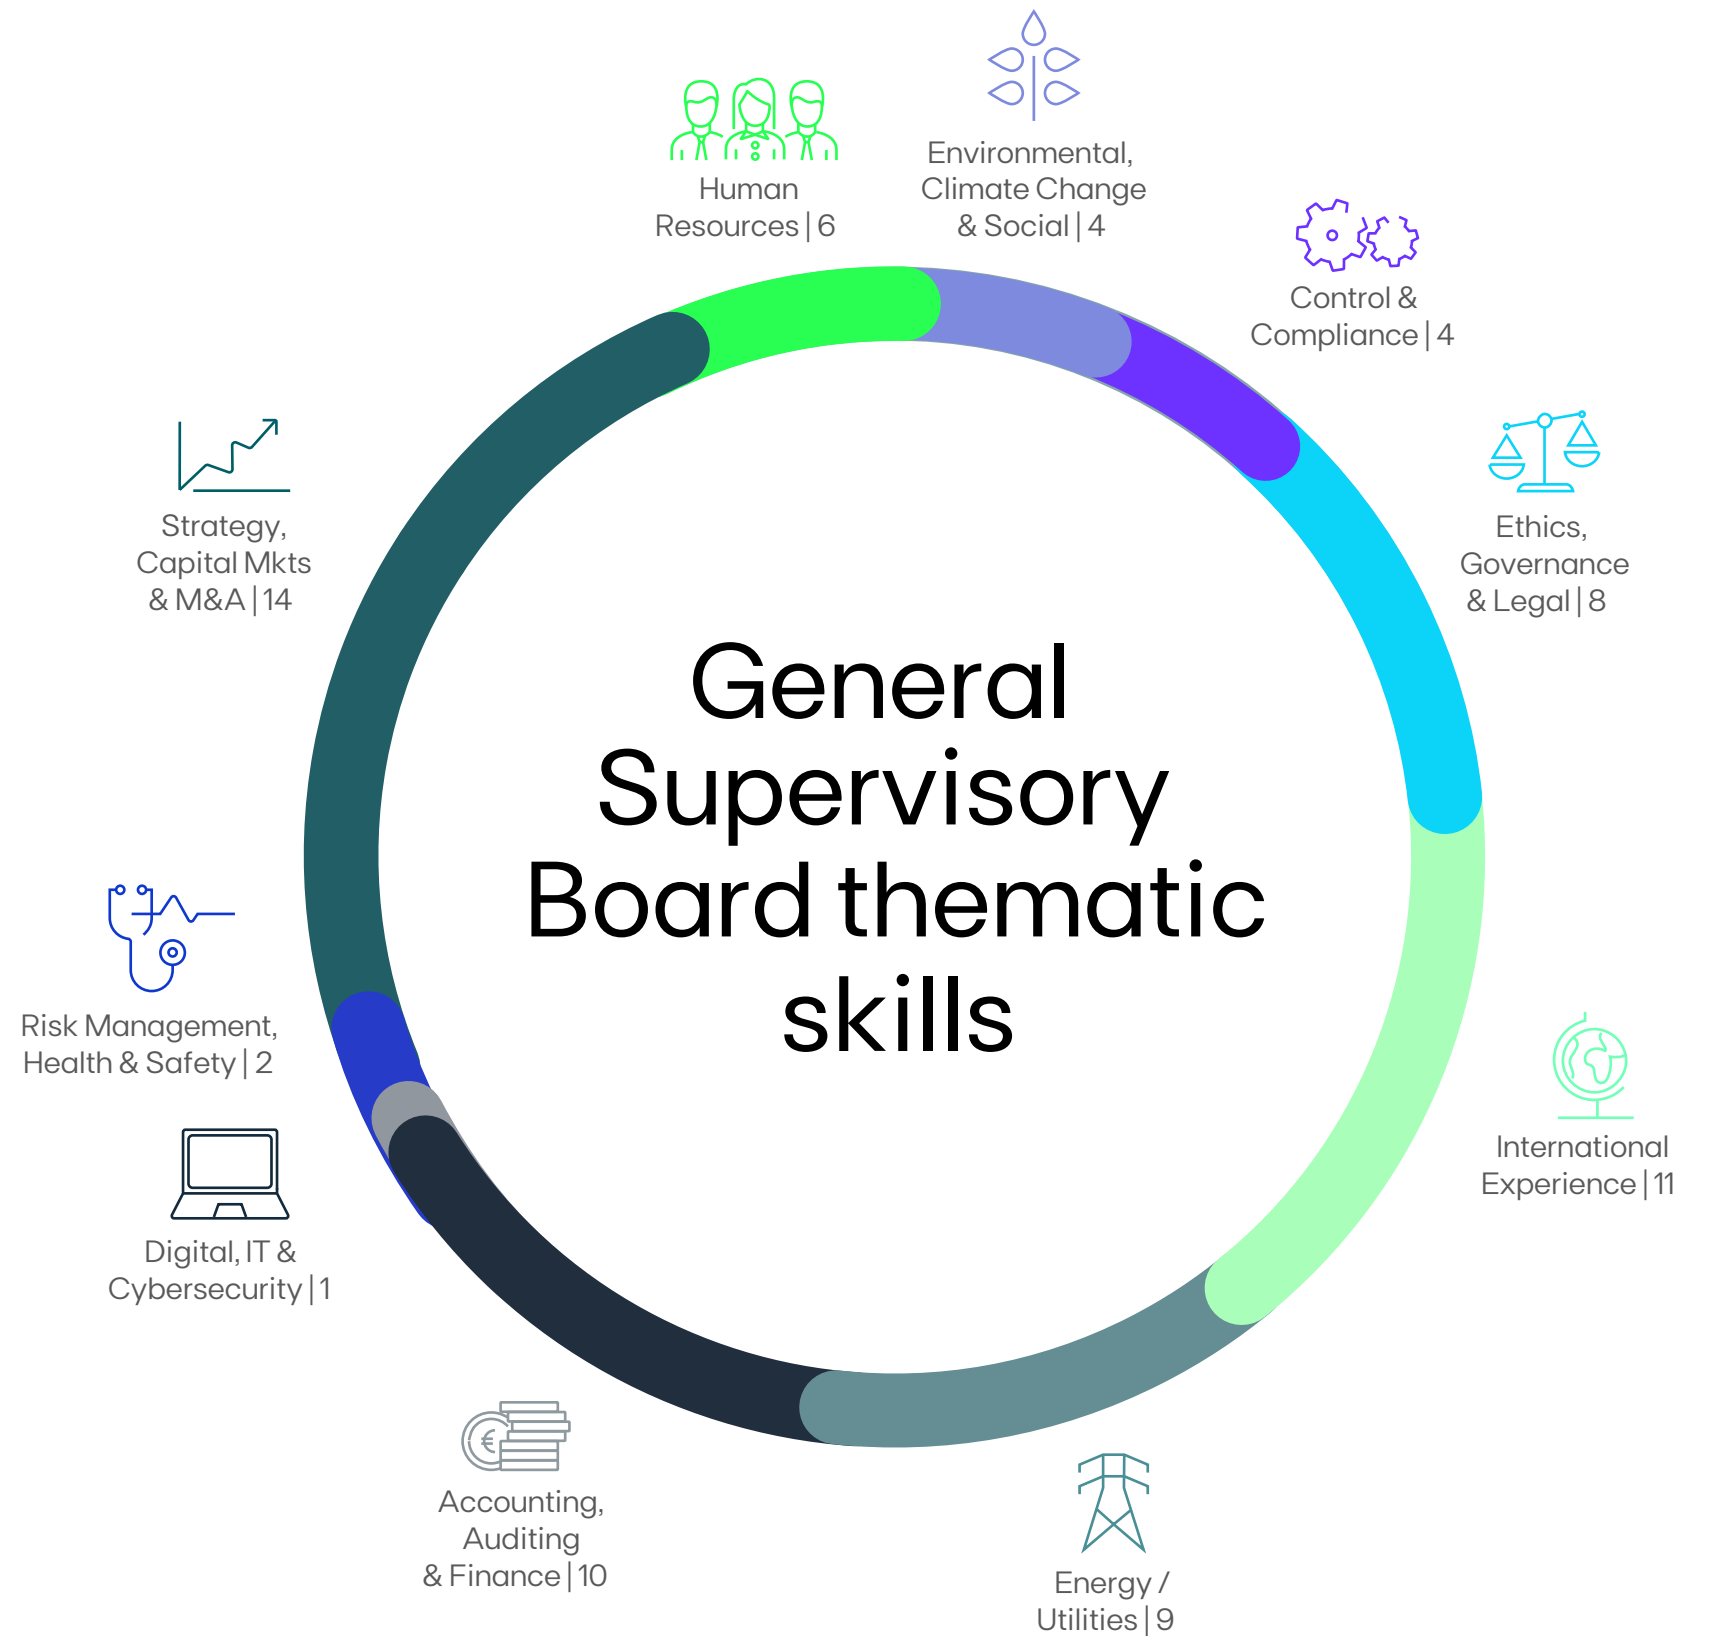 Human
Resources | 6
Environmental,
Climate Change
& Social | 4
Control &
Compliance | 4
Ethics,
Governance
& Legal | 8
International
Experience | 11
Energy /
Utilities | 9
Accounting,
Auditing
& Finance | 10
Digital, IT &
Cybersecurity | 1
Risk Management,
Health & Safety | 2
Strategy,
Capital Mkts
& M&A | 14
General
Supervisory
Board thematic
skills
€